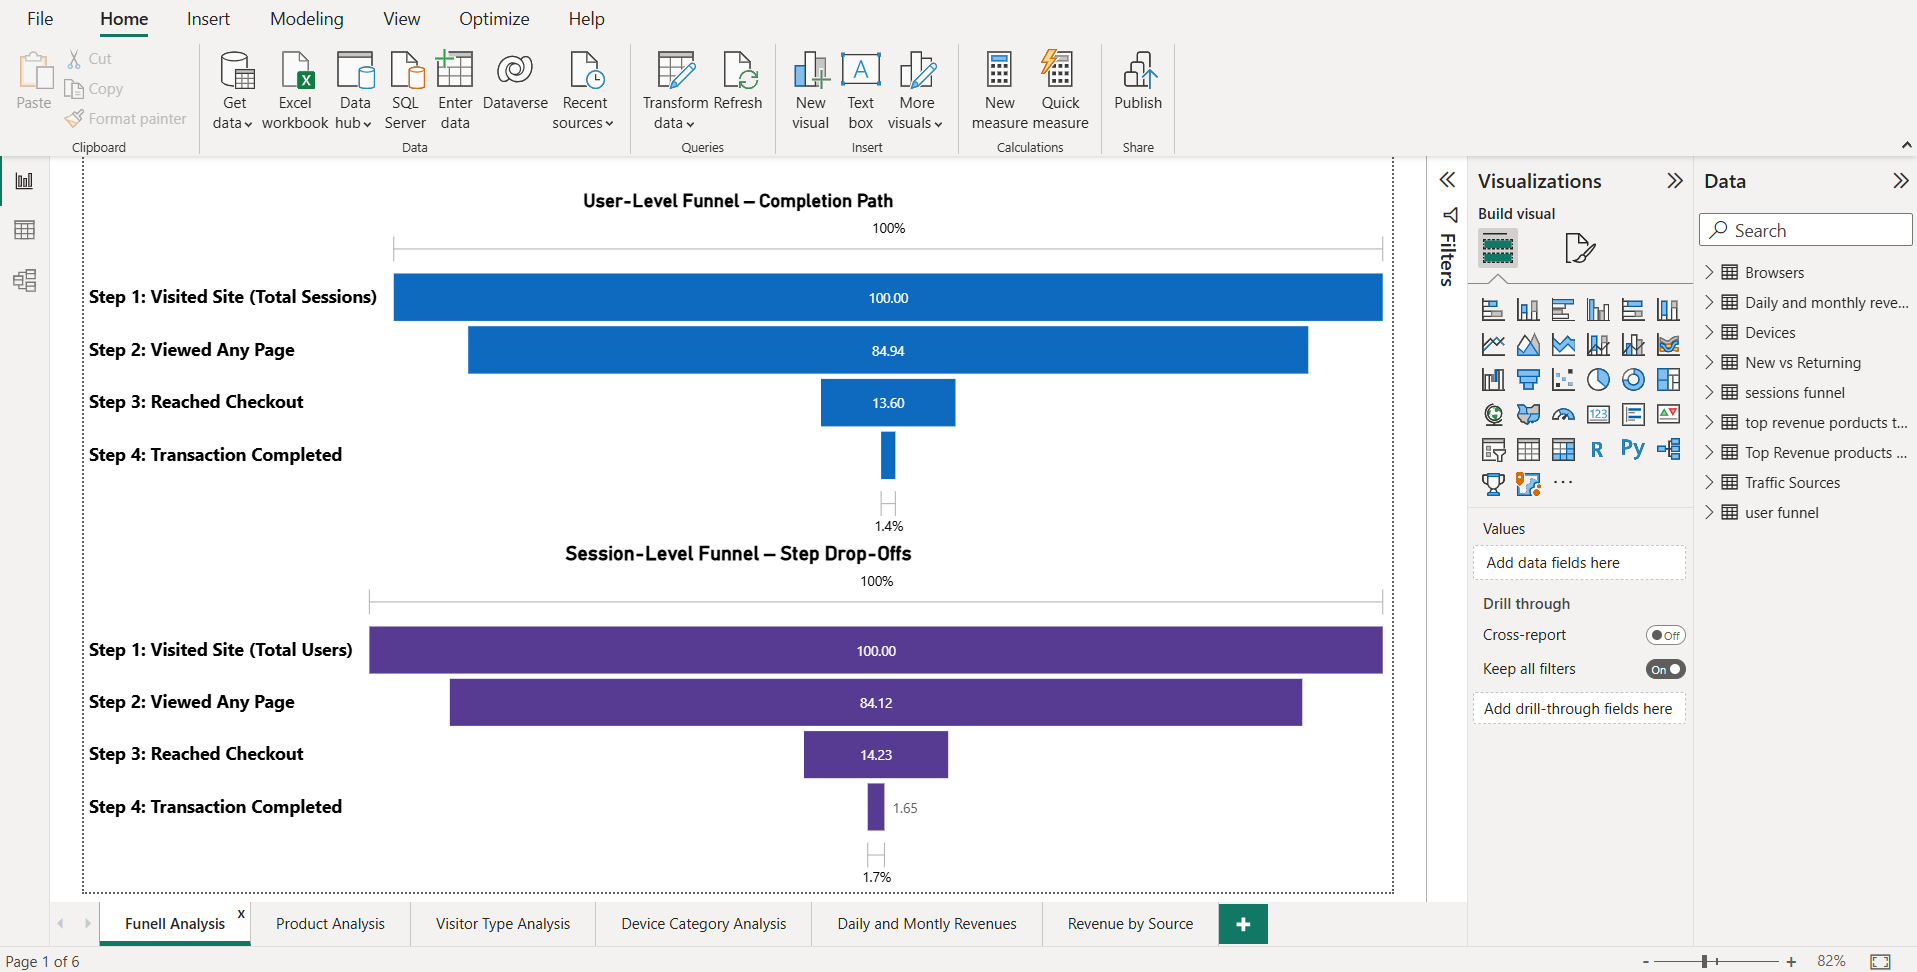 File Home Insert Modeling View Optimize Help
Paste
Cut
Copy
Format painter
Clipboard
Get data
Excel workbook
Data hub
SQL Server
Enter data
Dataverse
Recent sources
Data
Transform data
Refresh
Queries
New visual
Text box
More visuals
Insert
New measure
Quick measure
Calculations
Publish
Share
User-Level Funnel – Completion Path
100%
Step 1: Visited Site (Total Sessions) 100.00
Step 2: Viewed Any Page 84.94
Step 3: Reached Checkout 13.60
Step 4: Transaction Completed
1.4%
Session-Level Funnel – Step Drop-Offs
100%
Step 1: Visited Site (Total Users) 100.00
Step 2: Viewed Any Page 84.12
Step 3: Reached Checkout 14.23
Step 4: Transaction Completed 1.65
1.7%
Filters
Visualizations
Build visual
123
R
Py
Values
Add data fields here
Drill through
Cross-report Off
Keep all filters On
Add drill-through fields here
Data
Search
Browsers
Daily and monthly reve...
Devices
New vs Returning
sessions funnel
top revenue porducts t...
Top Revenue products ...
Traffic Sources
user funnel
Funell Analysis x
Product Analysis
Visitor Type Analysis
Device Category Analysis
Daily and Montly Revenues
Revenue by Source
+
Page 1 of 6
- + 82%